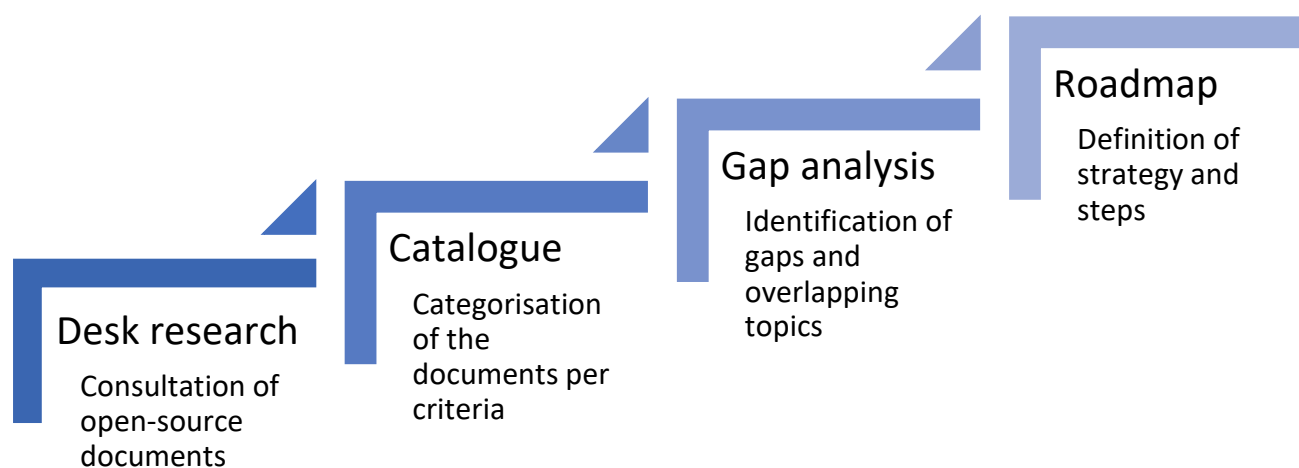 Desk research
Consultation of
open-source
documents
Catalogue
Categorisation
of the
documents per
criteria
Gap analysis
Identification of
gaps and
overlapping
topics
Roadmap
Definition of
strategy and
steps